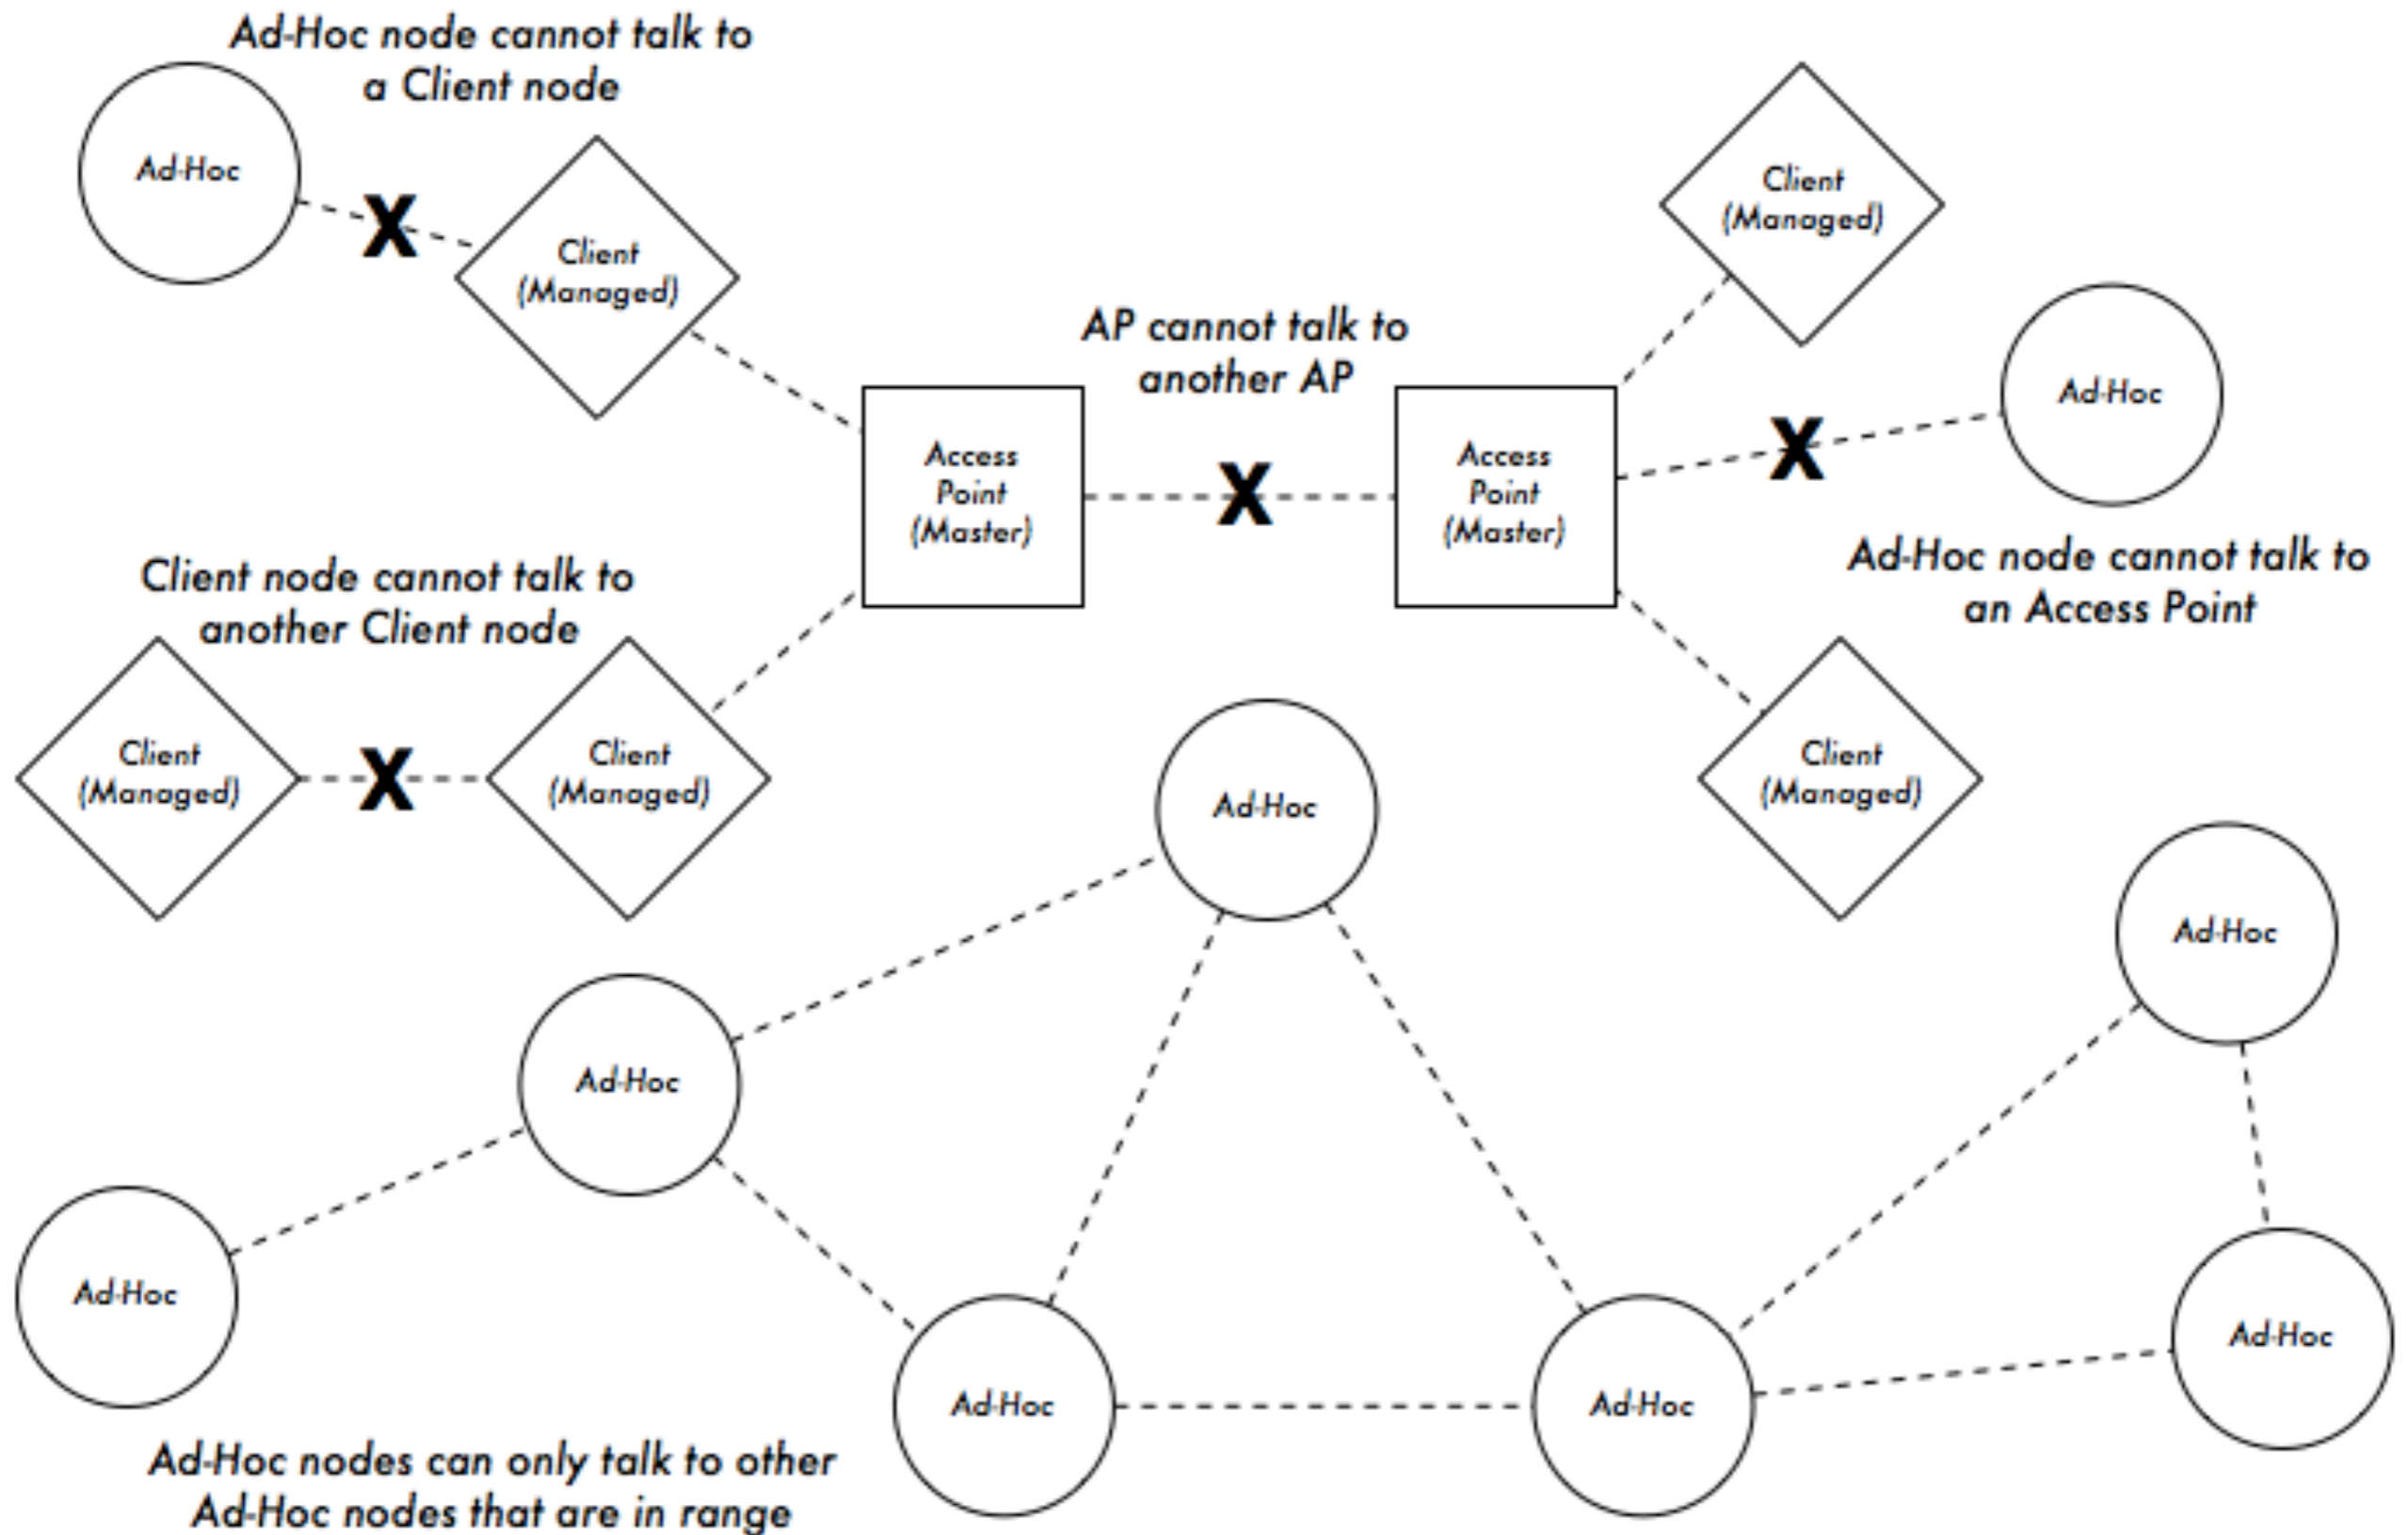 Ad-Hoc node cannot talk to
a Client node
Ad-Hoc
Client
(Managed)
Client
(Managed)
AP cannot talk to
another AP
Ad-Hoc
Access
Point
(Master)
Access
Point
(Master)
Ad-Hoc node cannot talk to
an Access Point
Client node cannot talk to
another Client node
Client
(Managed)
Client
(Managed)
Client
(Managed)
Ad-Hoc
Ad-Hoc
Ad-Hoc
Ad-Hoc
Ad-Hoc
Ad-Hoc
Ad-Hoc
Ad-Hoc nodes can only talk to other
Ad-Hoc nodes that are in range
X
X
X
X